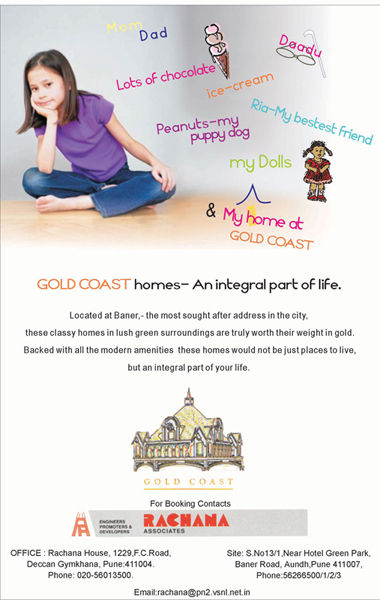 Mom
Dad
Daadu
Lots of chocolate
ice-cream
Ria-My bestest friend
Peanuts-my
puppy dog
my Dolls
& My home at
GOLD COAST
GOLD COAST homes- An integral part of life.
Located at Baner,- the most sought after address in the city,
these classy homes in lush green surroundings are truly worth their weight in gold.
Backed with all the modern amenities these homes would not be just places to live,
but an integral part of your life.
GOLD COAST
For Booking Contacts
ENGINEERS
PROMOTERS &
DEVELOPERS
RACHANA
ASSOCIATES
OFFICE : Rachana House, 1229,F.C.Road,
Deccan Gymkhana, Pune:411004.
Phone: 020-56013500.
Site: S.No13/1,Near Hotel Green Park,
Baner Road, Aundh,Pune 411007,
Phone:56266500/1/2/3
Email:rachana@pn2.vsnl.net.in